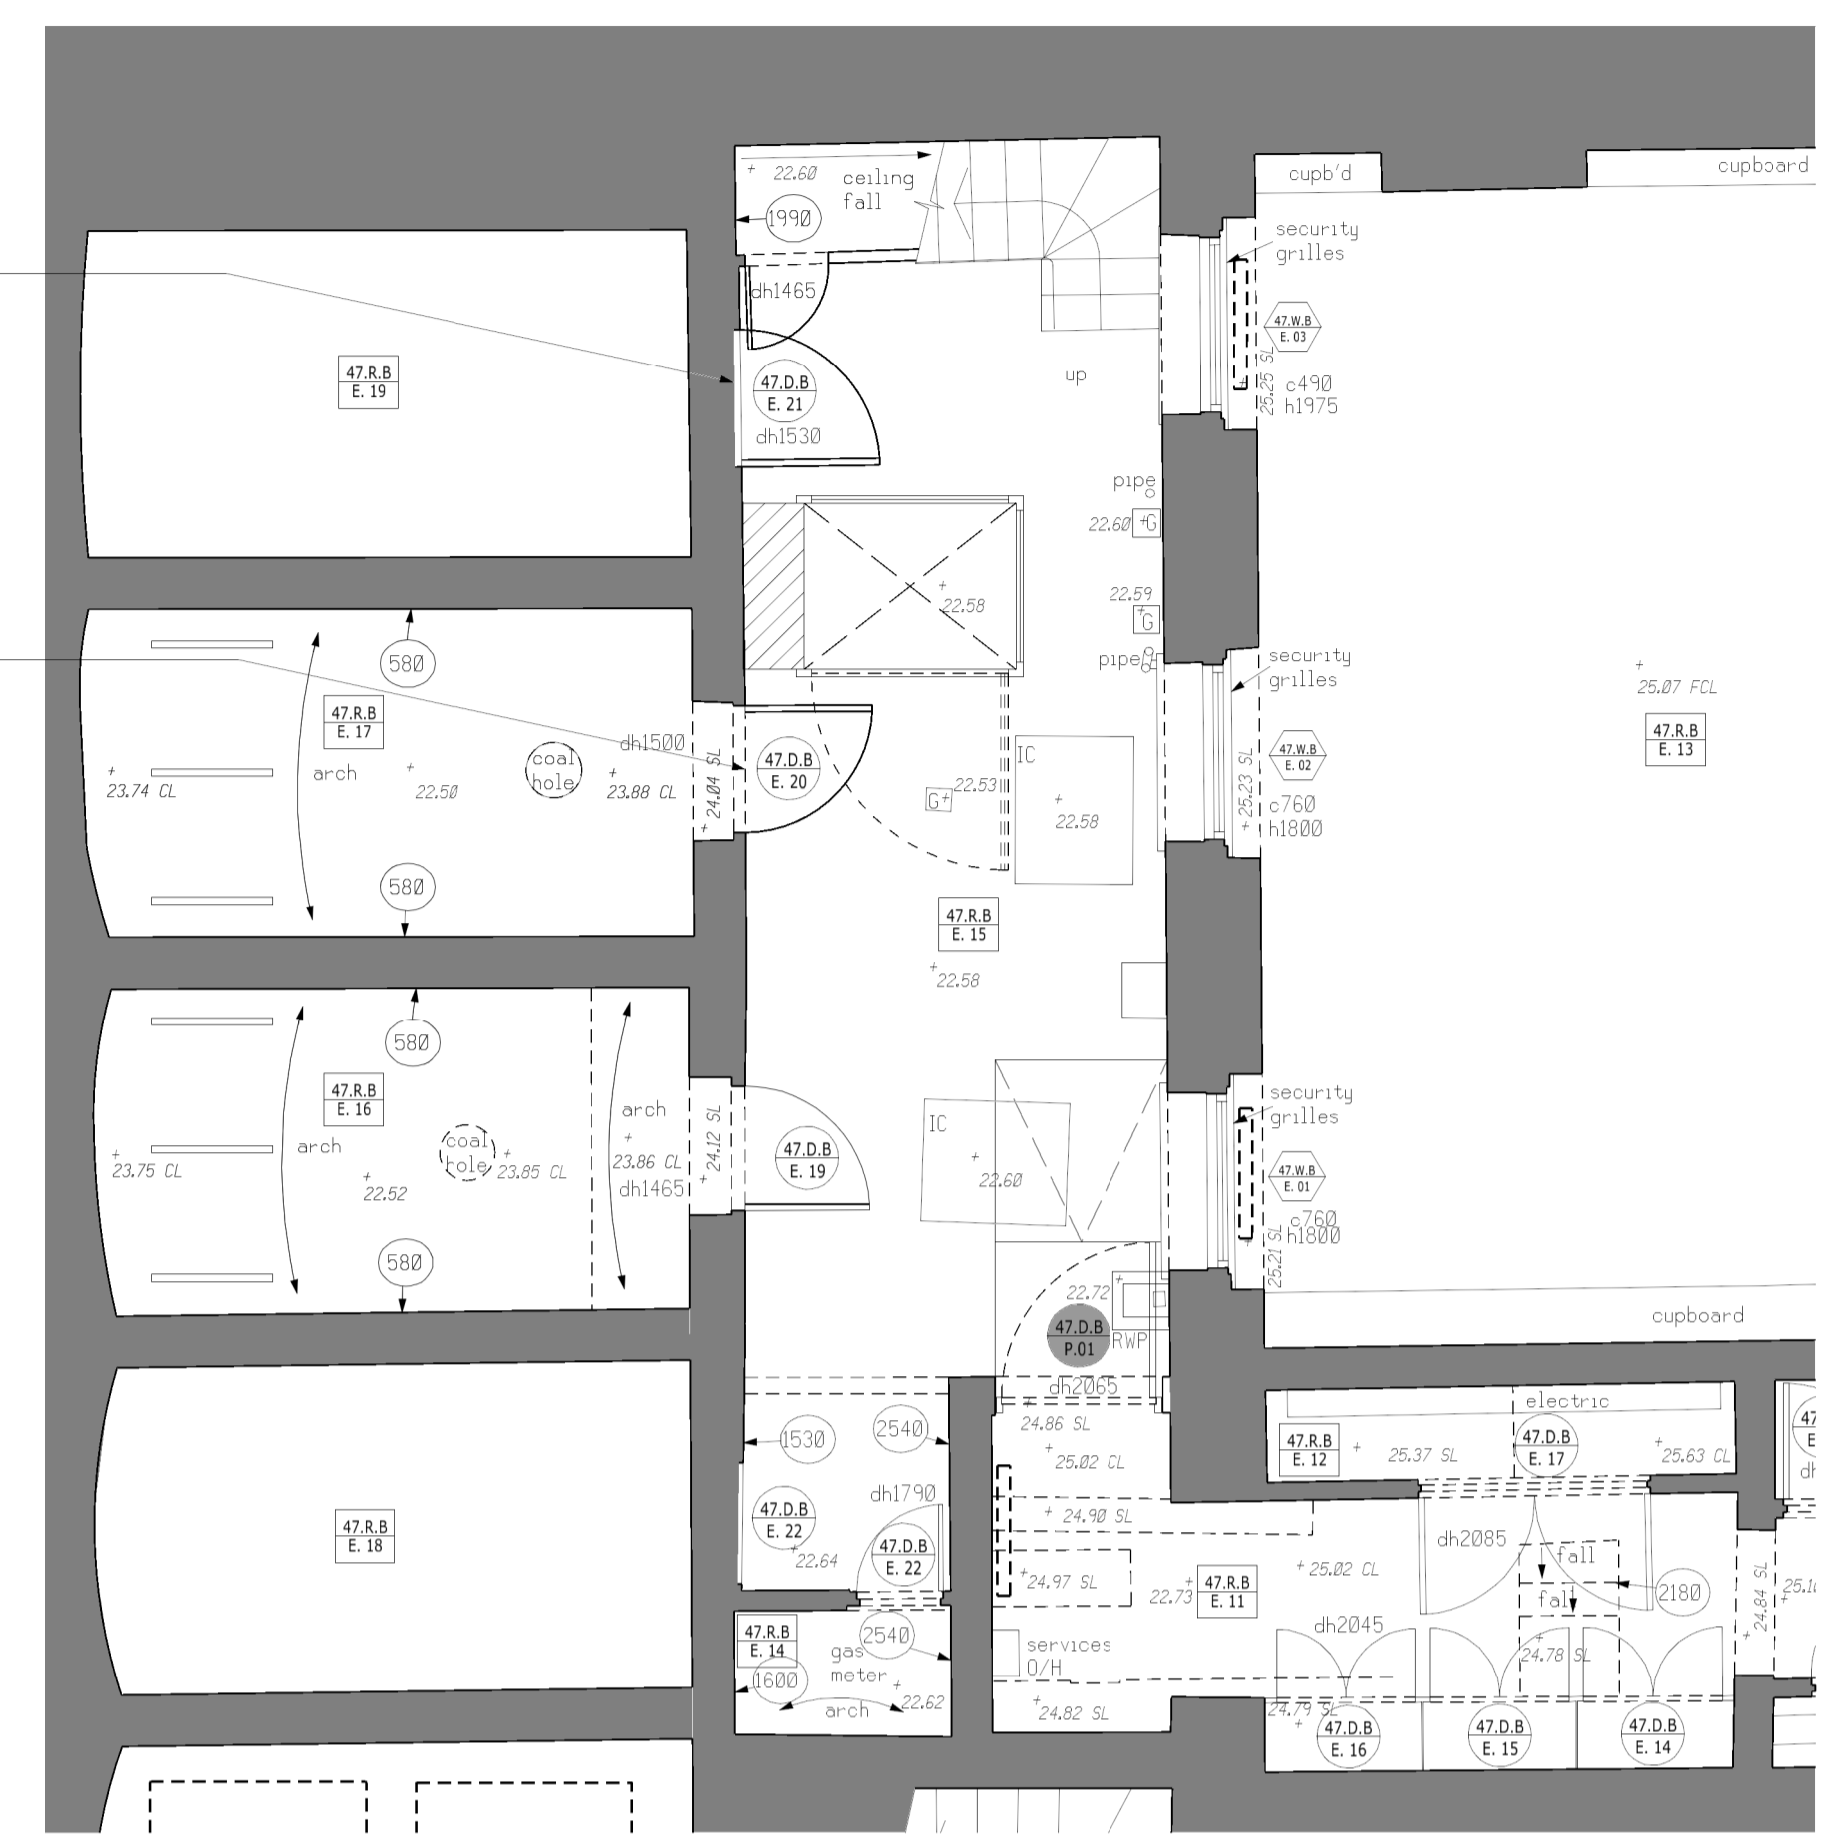 22.60
ceiling
fall
1990
cupb'd
cupboard
security
grilles
dh1465
47.W.B
E. 03
25.25 SL
c490
h1975
up
47.R.B
E. 19
47.D.B
E. 21
dh1530
pipe
22.60
G
22.58
22.59
G
pipe
security
grilles
25.07 FCL
47.R.B
E. 13
580
47.R.B
E. 17
arch
coal
hole
dh1500
23.74 CL
22.50
23.88 CL
24.04 SL
47.D.B
E. 20
G
22.53
IC
22.58
47.W.B
E. 02
25.23 SL
c760
h1800
580
47.R.B
E. 15
22.58
580
47.R.B
E. 16
arch
coal
hole
23.75 CL
22.52
23.85 CL
arch
23.86 CL
dh1465
24.12 SL
47.D.B
E. 19
IC
22.60
security
grilles
47.W.B
E. 01
c760
h1800
25.21 SL
580
22.72
47.D.B
P.01
RWP
dh2065
cupboard
1530
2540
24.86 SL
25.02 CL
electric
47.R.B
E. 12
25.37 SL
47.D.B
E. 17
25.63 CL
47
E
dh
dh1790
47.D.B
E. 22
22.64
47.D.B
E. 22
24.90 SL
24.97 SL
22.73
47.R.B
E. 11
25.02 CL
dh2085
fall
fall
2180
24.84 SL
47.R.B
E. 18
47.R.B
E. 14
2540
gas
meter
1600
arch
22.62
services
O/H
24.82 SL
dh2045
24.78 SL
24.79 SL
47.D.B
E. 16
47.D.B
E. 15
47.D.B
E. 14